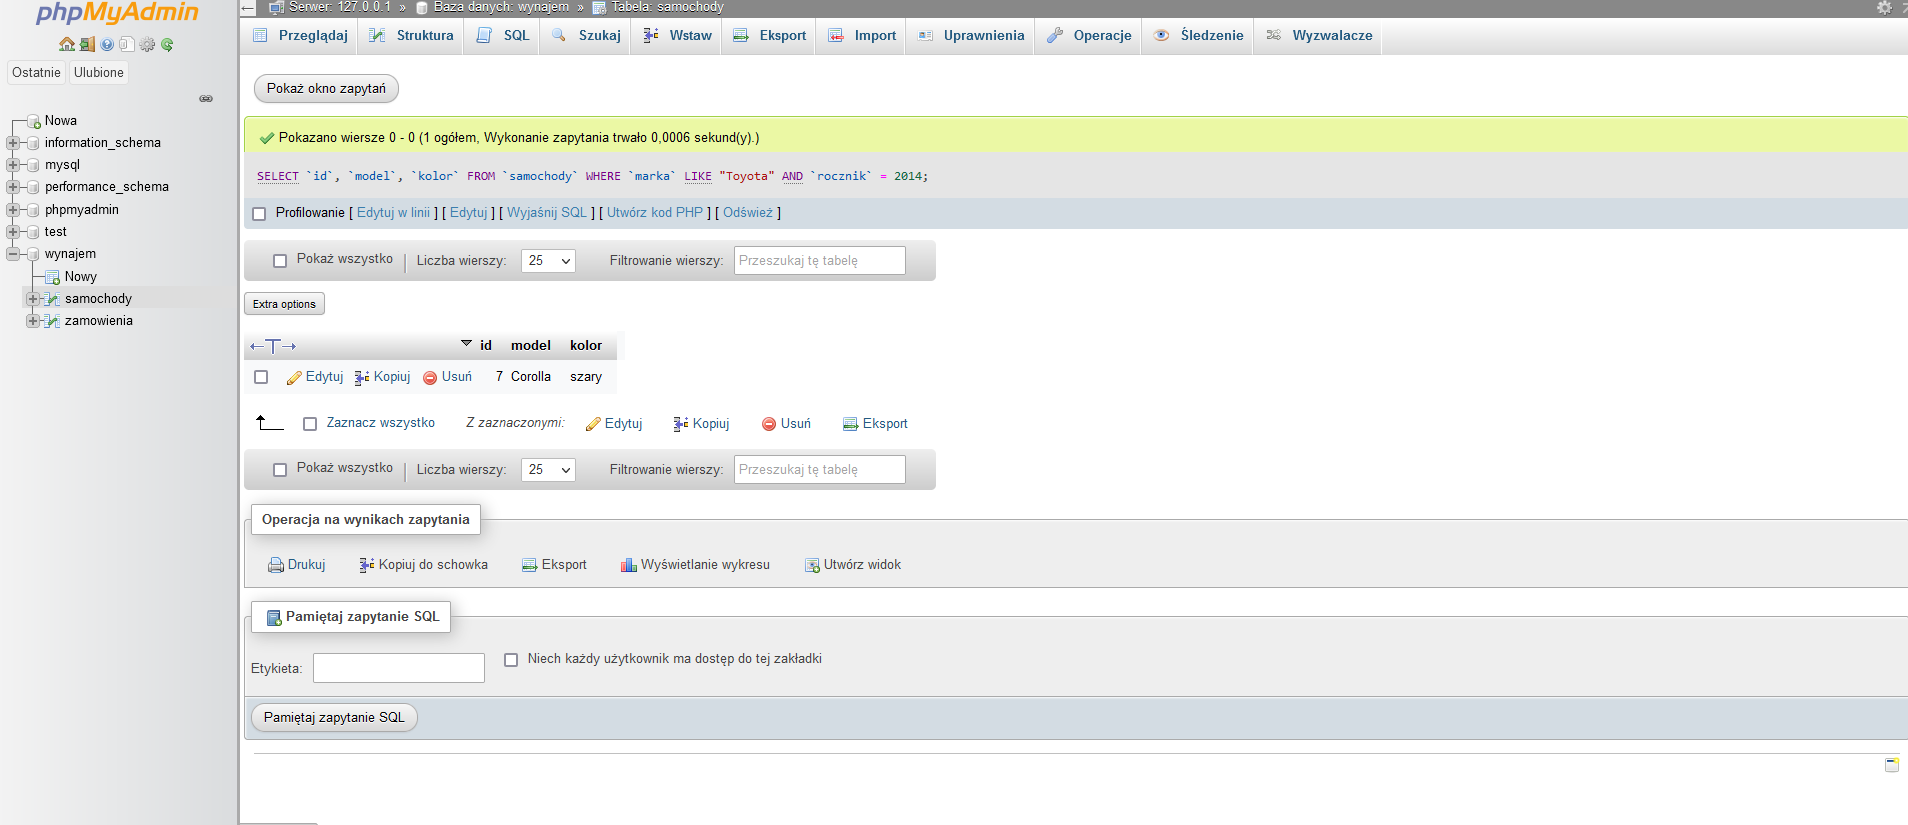 phpMyAdmin
Ostatnie Ulubione
Nowa
information_schema
mysql
performance_schema
phpmyadmin
test
wynajem
Nowy
samochody
zamowienia
Serwer: 127.0.0.1 » Baza danych: wynajem » Tabela: samochody
Przeglądaj Struktura SQL Szukaj Wstaw Eksport Import Uprawnienia Operacje Śledzenie Wyzwalacze
Pokaż okno zapytań
Pokazano wiersze 0 - 0 (1 ogółem, Wykonanie zapytania trwało 0,0006 sekund(y).)
SELECT `id`, `model`, `kolor` FROM `samochody` WHERE `marka` LIKE "Toyota" AND `rocznik` = 2014;
Profilowanie [ Edytuj w linii ] [ Edytuj ] [ Wyjaśnij SQL ] [ Utwórz kod PHP ] [ Odśwież ]
Pokaż wszystko | Liczba wierszy: 25 Filtrowanie wierszy: Przeszukaj tę tabelę
Extra options
←T→ id model kolor
Edytuj Kopiuj Usuń 7 Corolla szary
Zaznacz wszystko Z zaznaczonymi: Edytuj Kopiuj Usuń Eksport
Pokaż wszystko | Liczba wierszy: 25 Filtrowanie wierszy: Przeszukaj tę tabelę
Operacja na wynikach zapytania
Drukuj Kopiuj do schowka Eksport Wyświetlanie wykresu Utwórz widok
Pamiętaj zapytanie SQL
Etykieta: Niech każdy użytkownik ma dostęp do tej zakładki
Pamiętaj zapytanie SQL